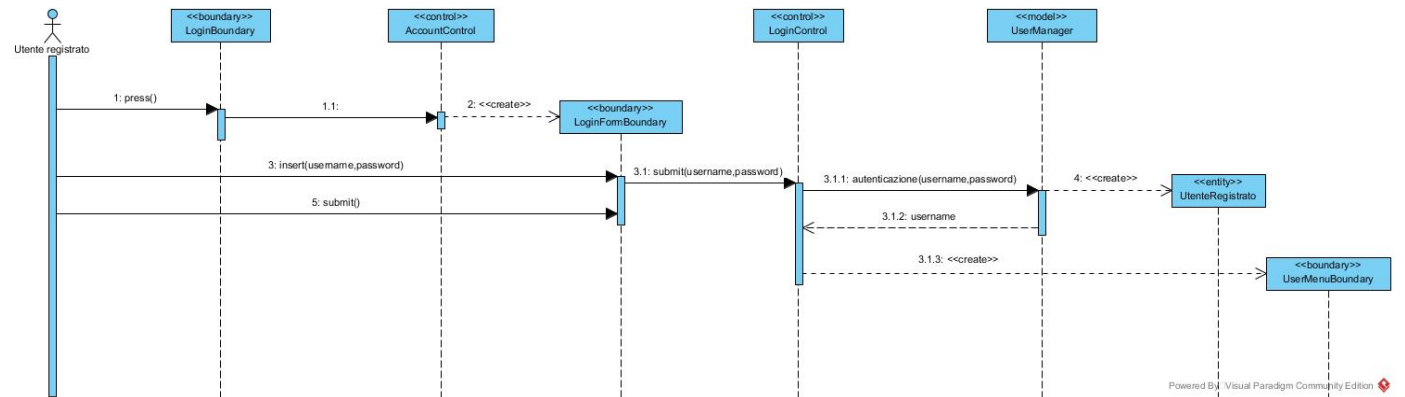 <<boundary>>
LoginBoundary
<<control>>
AccountControl
<<control>>
LoginControl
<<model>>
UserManager
Utente registrato
1: press()
1.1:
2: <<create>>
<<boundary>>
LoginFormBoundary
3: insert(username,password)
3.1: submit(username,password)
3.1.1: autenticazione(username,password)
4: <<create>>
<<entity>>
UtenteRegistrato
5: submit()
3.1.2: username
3.1.3: <<create>>
<<boundary>>
UserMenuBoundary
Powered By Visual Paradigm Community Edition